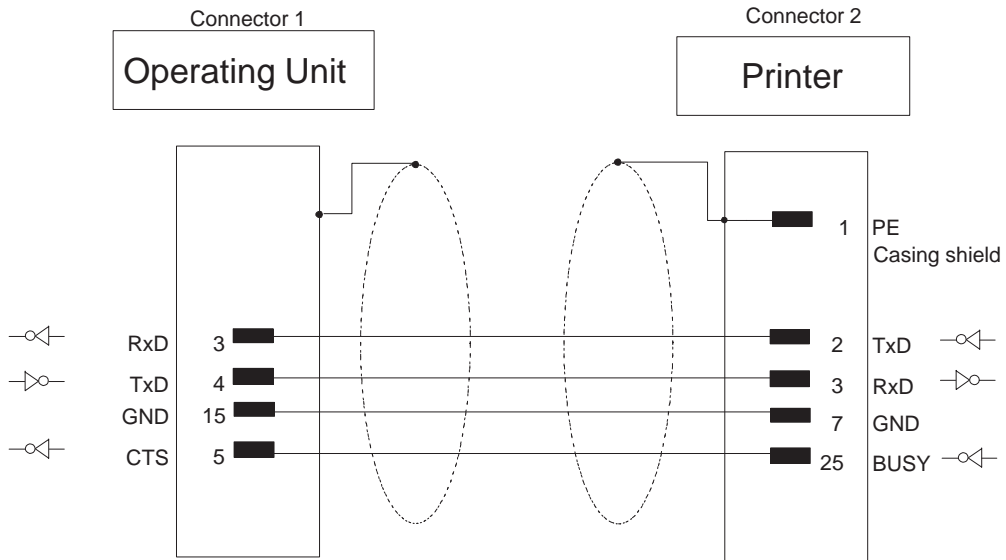 Connector 1
Connector 2
Operating Unit
Printer
1 PE
Casing shield
RxD 3
2 TxD
TxD 4
3 RxD
GND 15
7 GND
CTS 5
25 BUSY